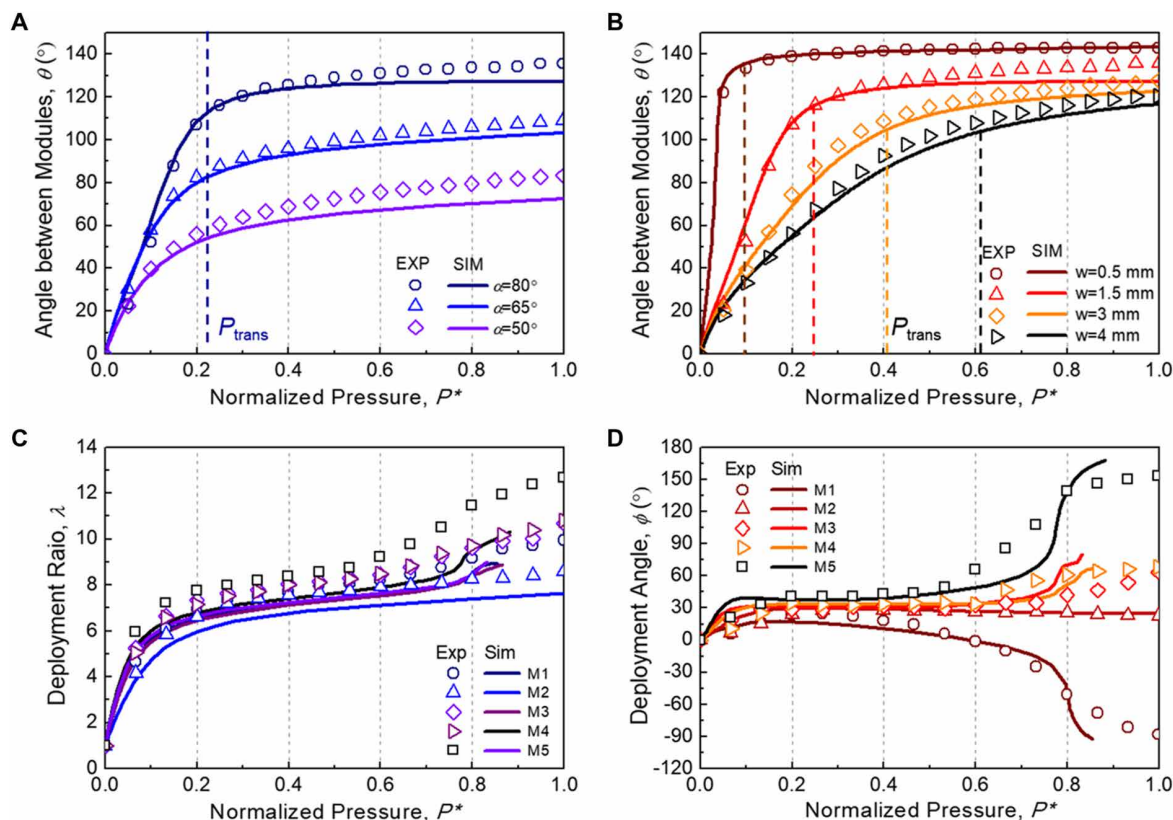 A
Angle between Modules, θ (°)
140
120
100
80
60
40
20
0
EXP SIM
α=80°
α=65°
α=50°
Ptrans
0.0 0.2 0.4 0.6 0.8 1.0
Normalized Pressure, P*
B
Angle between Modules, θ (°)
140
120
100
80
60
40
20
0
EXP SIM
w=0.5 mm
w=1.5 mm
w=3 mm
w=4 mm
Ptrans
0.0 0.2 0.4 0.6 0.8 1.0
Normalized Pressure, P*
C
Deployment Raio, λ
14
12
10
8
6
4
2
0
Exp Sim
M1
M2
M3
M4
M5
0.0 0.2 0.4 0.6 0.8 1.0
Normalized Pressure, P*
D
Deployment Angle, ϕ (°)
180
150
120
90
60
30
0
-30
-60
-90
-120
Exp Sim
M1
M2
M3
M4
M5
0.0 0.2 0.4 0.6 0.8 1.0
Normalized Pressure, P*